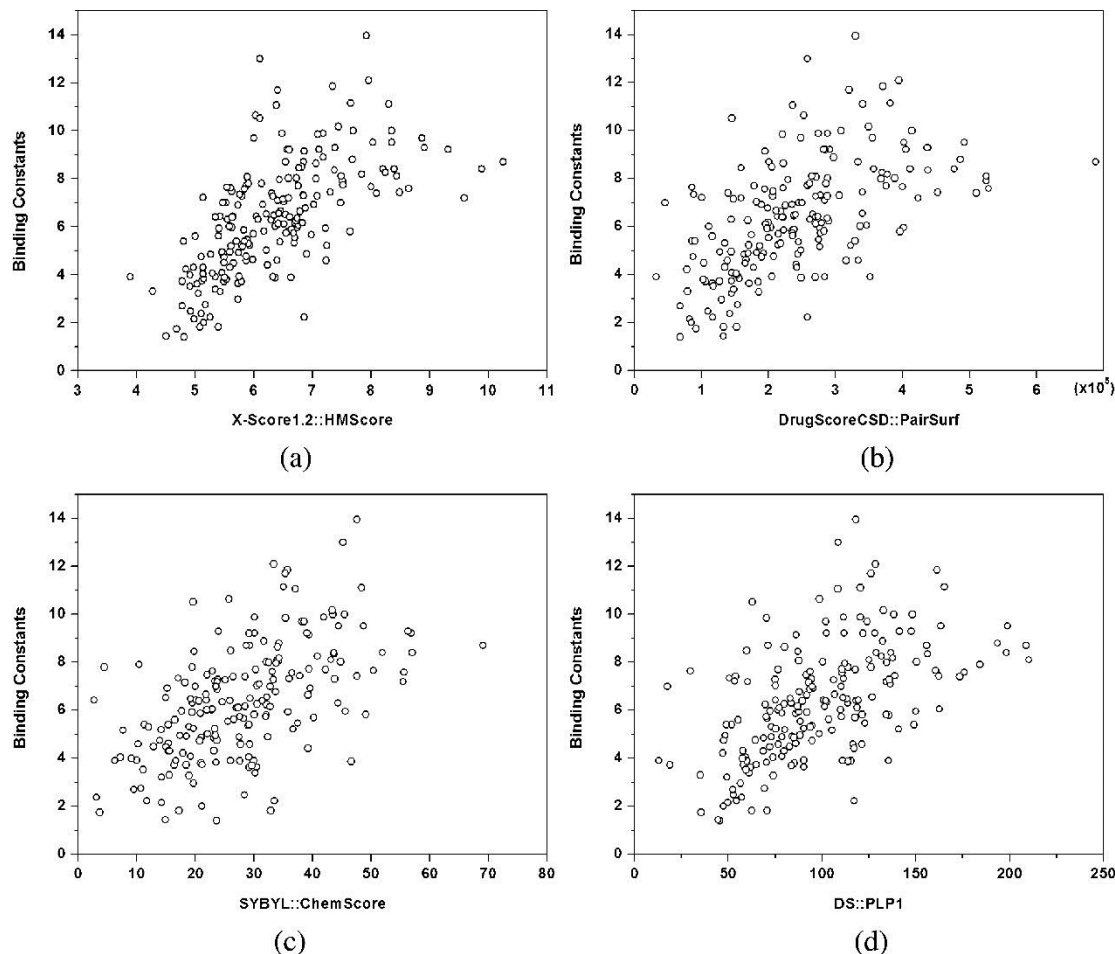 14
12
10
8
6
4
2
0
Binding Constants
3 4 5 6 7 8 9 10 11
X-Score1.2::HMScore
(a)
14
12
10
8
6
4
2
0
Binding Constants
0 1 2 3 4 5 6 (x10⁵)
DrugScoreCSD::PairSurf
(b)
14
12
10
8
6
4
2
0
Binding Constants
0 10 20 30 40 50 60 70 80
SYBYL::ChemScore
(c)
14
12
10
8
6
4
2
0
Binding Constants
0 50 100 150 200 250
DS::PLP1
(d)